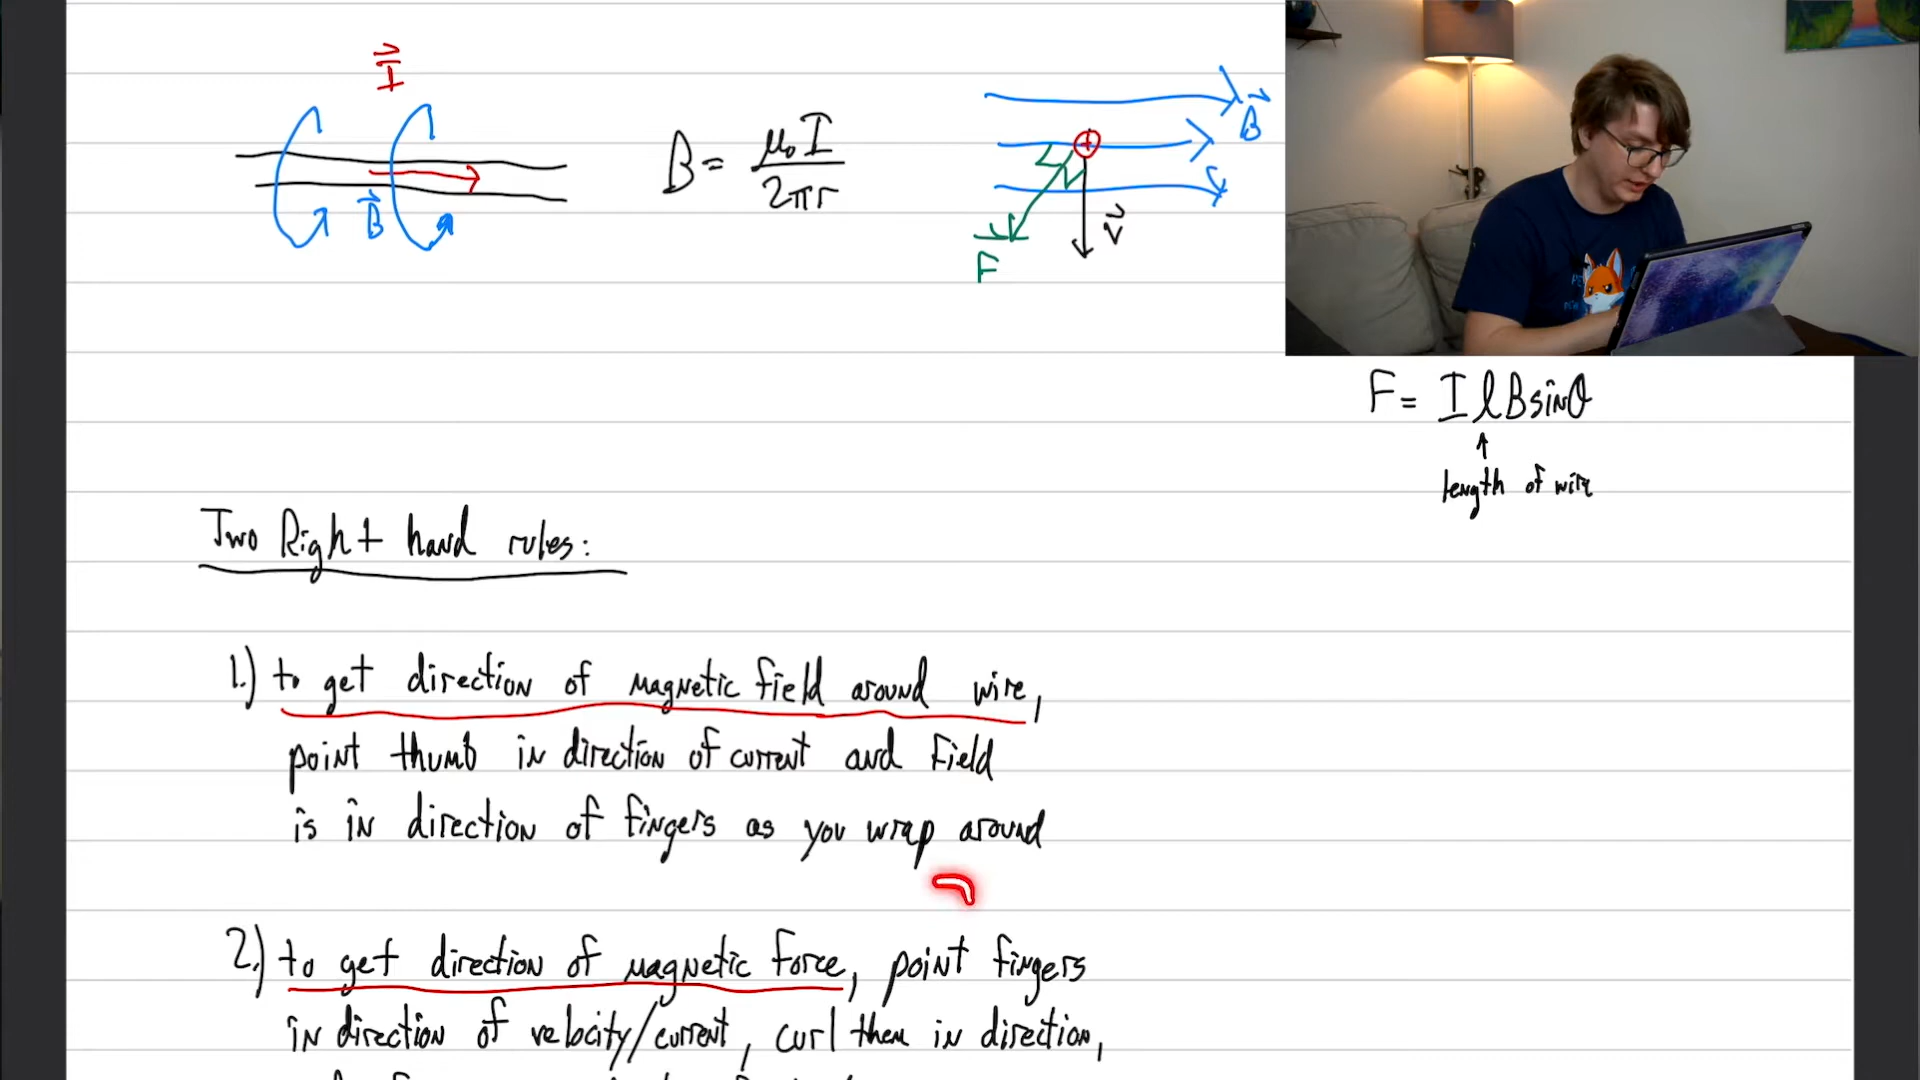 I
B
B = μ₀I / 2πr
B
V
F
F = IℓBsinθ
length of wire
Two Right hand rules:
1.) to get direction of magnetic field around wire,
point thumb in direction of current and field
is in direction of fingers as you wrap around
2.) to get direction of magnetic force, point fingers
in direction of velocity/current, curl them in direction,